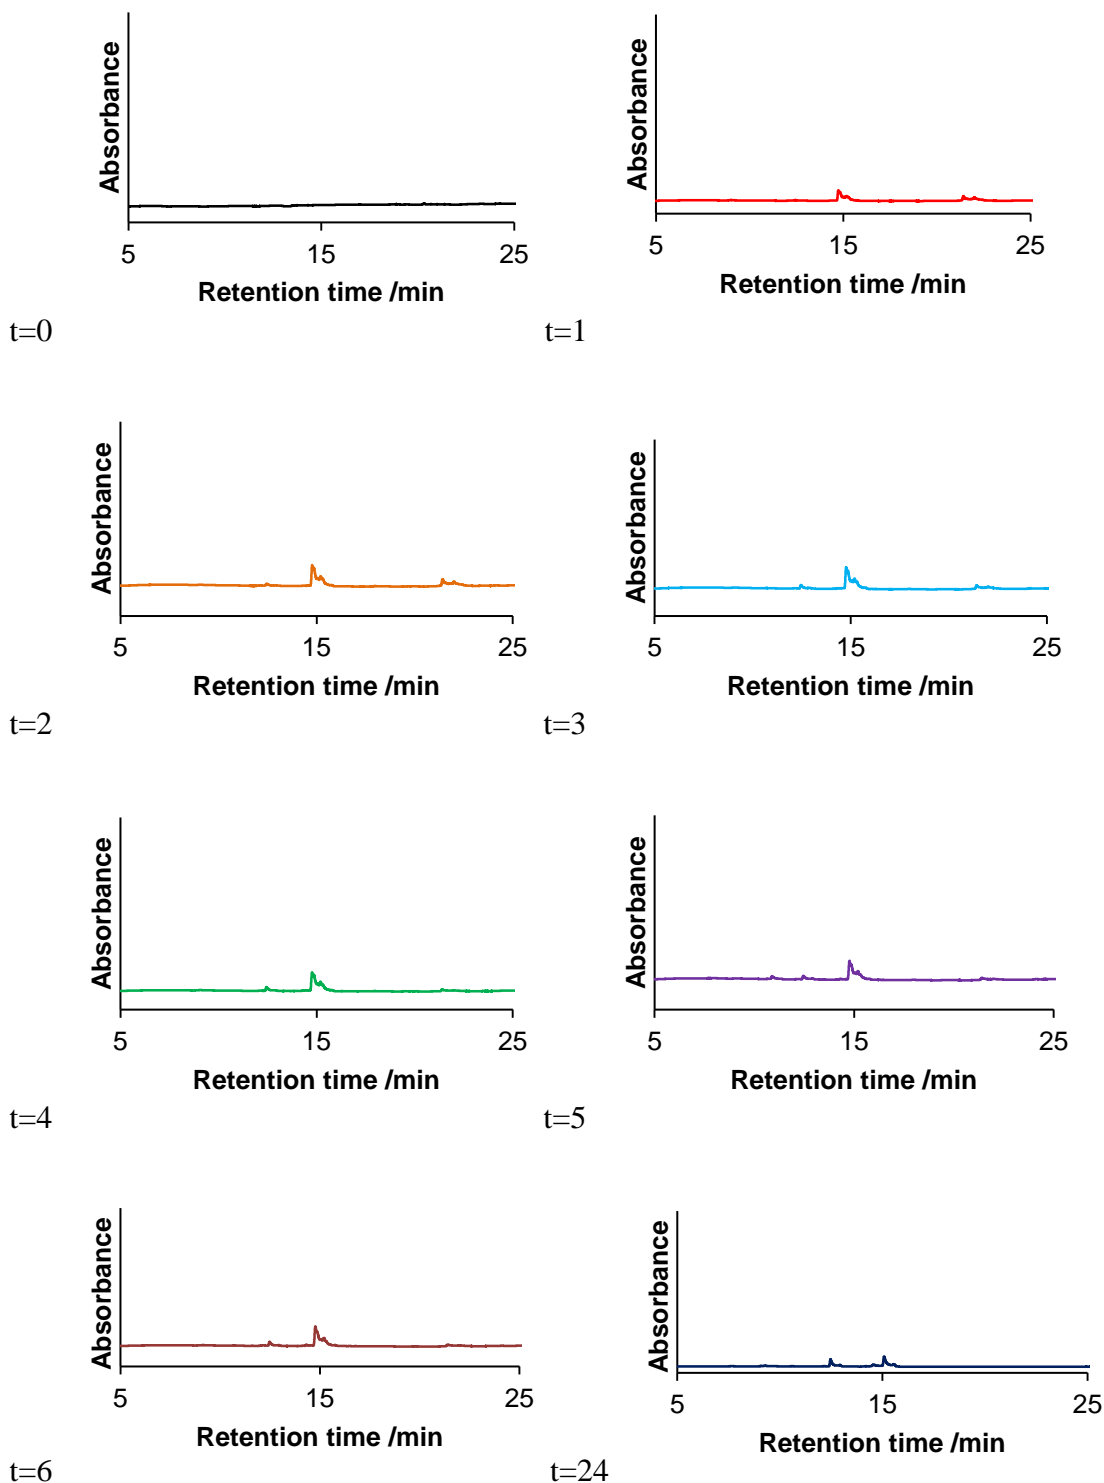 Absorbance
5 15 25
Retention time /min
t=0
Absorbance
5 15 25
Retention time /min
t=1
Absorbance
5 15 25
Retention time /min
t=2
Absorbance
5 15 25
Retention time /min
t=3
Absorbance
5 15 25
Retention time /min
t=4
Absorbance
5 15 25
Retention time /min
t=5
Absorbance
5 15 25
Retention time /min
t=6
Absorbance
5 15 25
Retention time /min
t=24